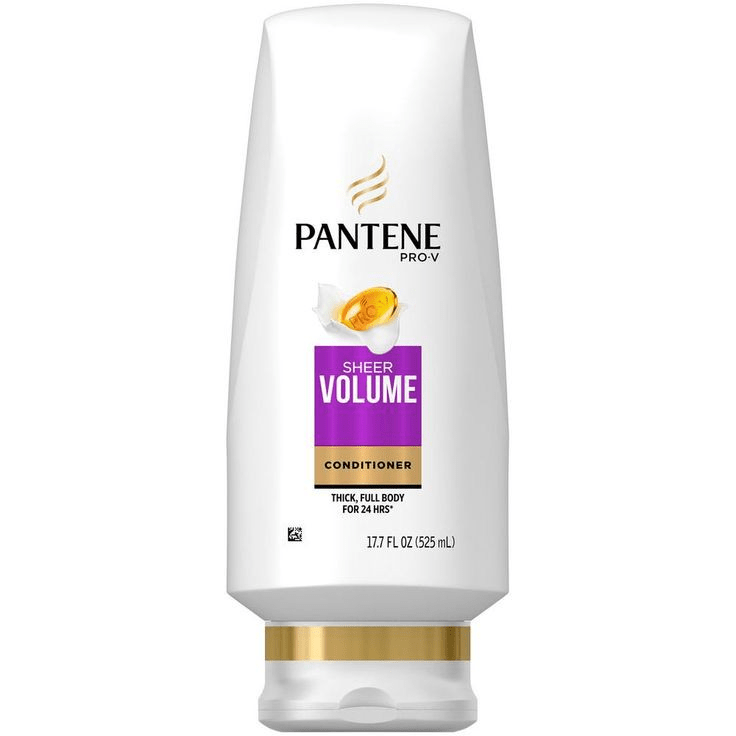 PANTENE
PRO-V
PRO-V
SHEER
VOLUME
CONDITIONER
THICK, FULL BODY
FOR 24 HRS*
17.7 FL OZ (525 mL)